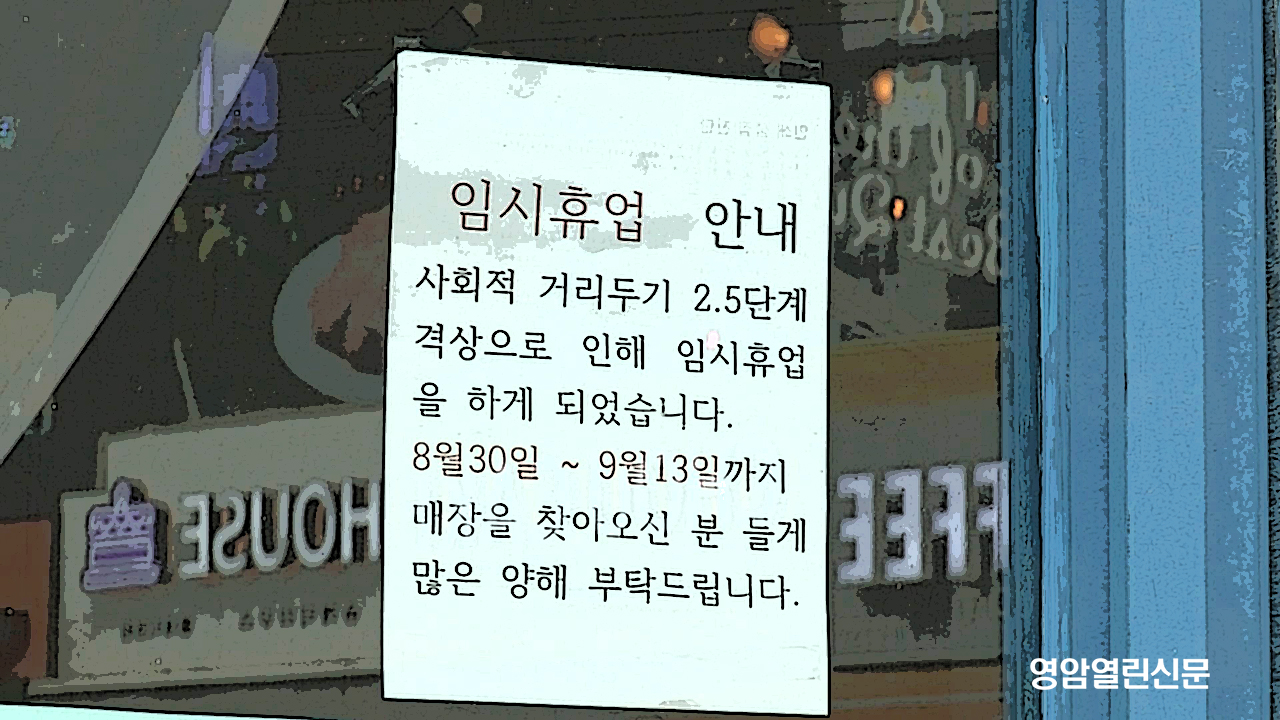 임시휴업 안내
사회적 거리두기 2.5단계
격상으로 인해 임시휴업
을 하게 되었습니다.
8월30일 ~ 9월13일까지
매장을 찾아오신 분 들게
많은 양해 부탁드립니다.
HOUSE
FFEE
영암열린신문